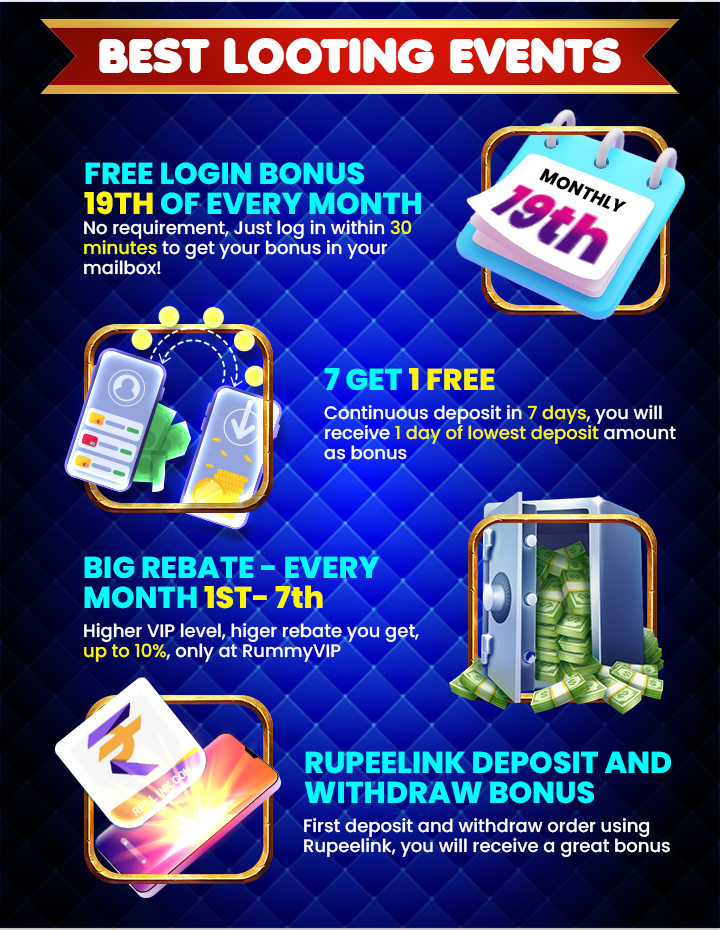 BEST LOOTING EVENTS
FREE LOGIN BONUS
19TH OF EVERY MONTH
No requirement, Just log in within 30
minutes to get your bonus in your
mailbox!
MONTHLY
19th
7 GET 1 FREE
Continuous deposit in 7 days, you will
receive 1 day of lowest deposit amount
as bonus
BIG REBATE - EVERY
MONTH 1ST- 7th
Higher VIP level, higer rebate you get,
up to 10%, only at RummyVIP
RUPEELINK DEPOSIT AND
WITHDRAW BONUS
First deposit and withdraw order using
Rupeelink, you will receive a great bonus